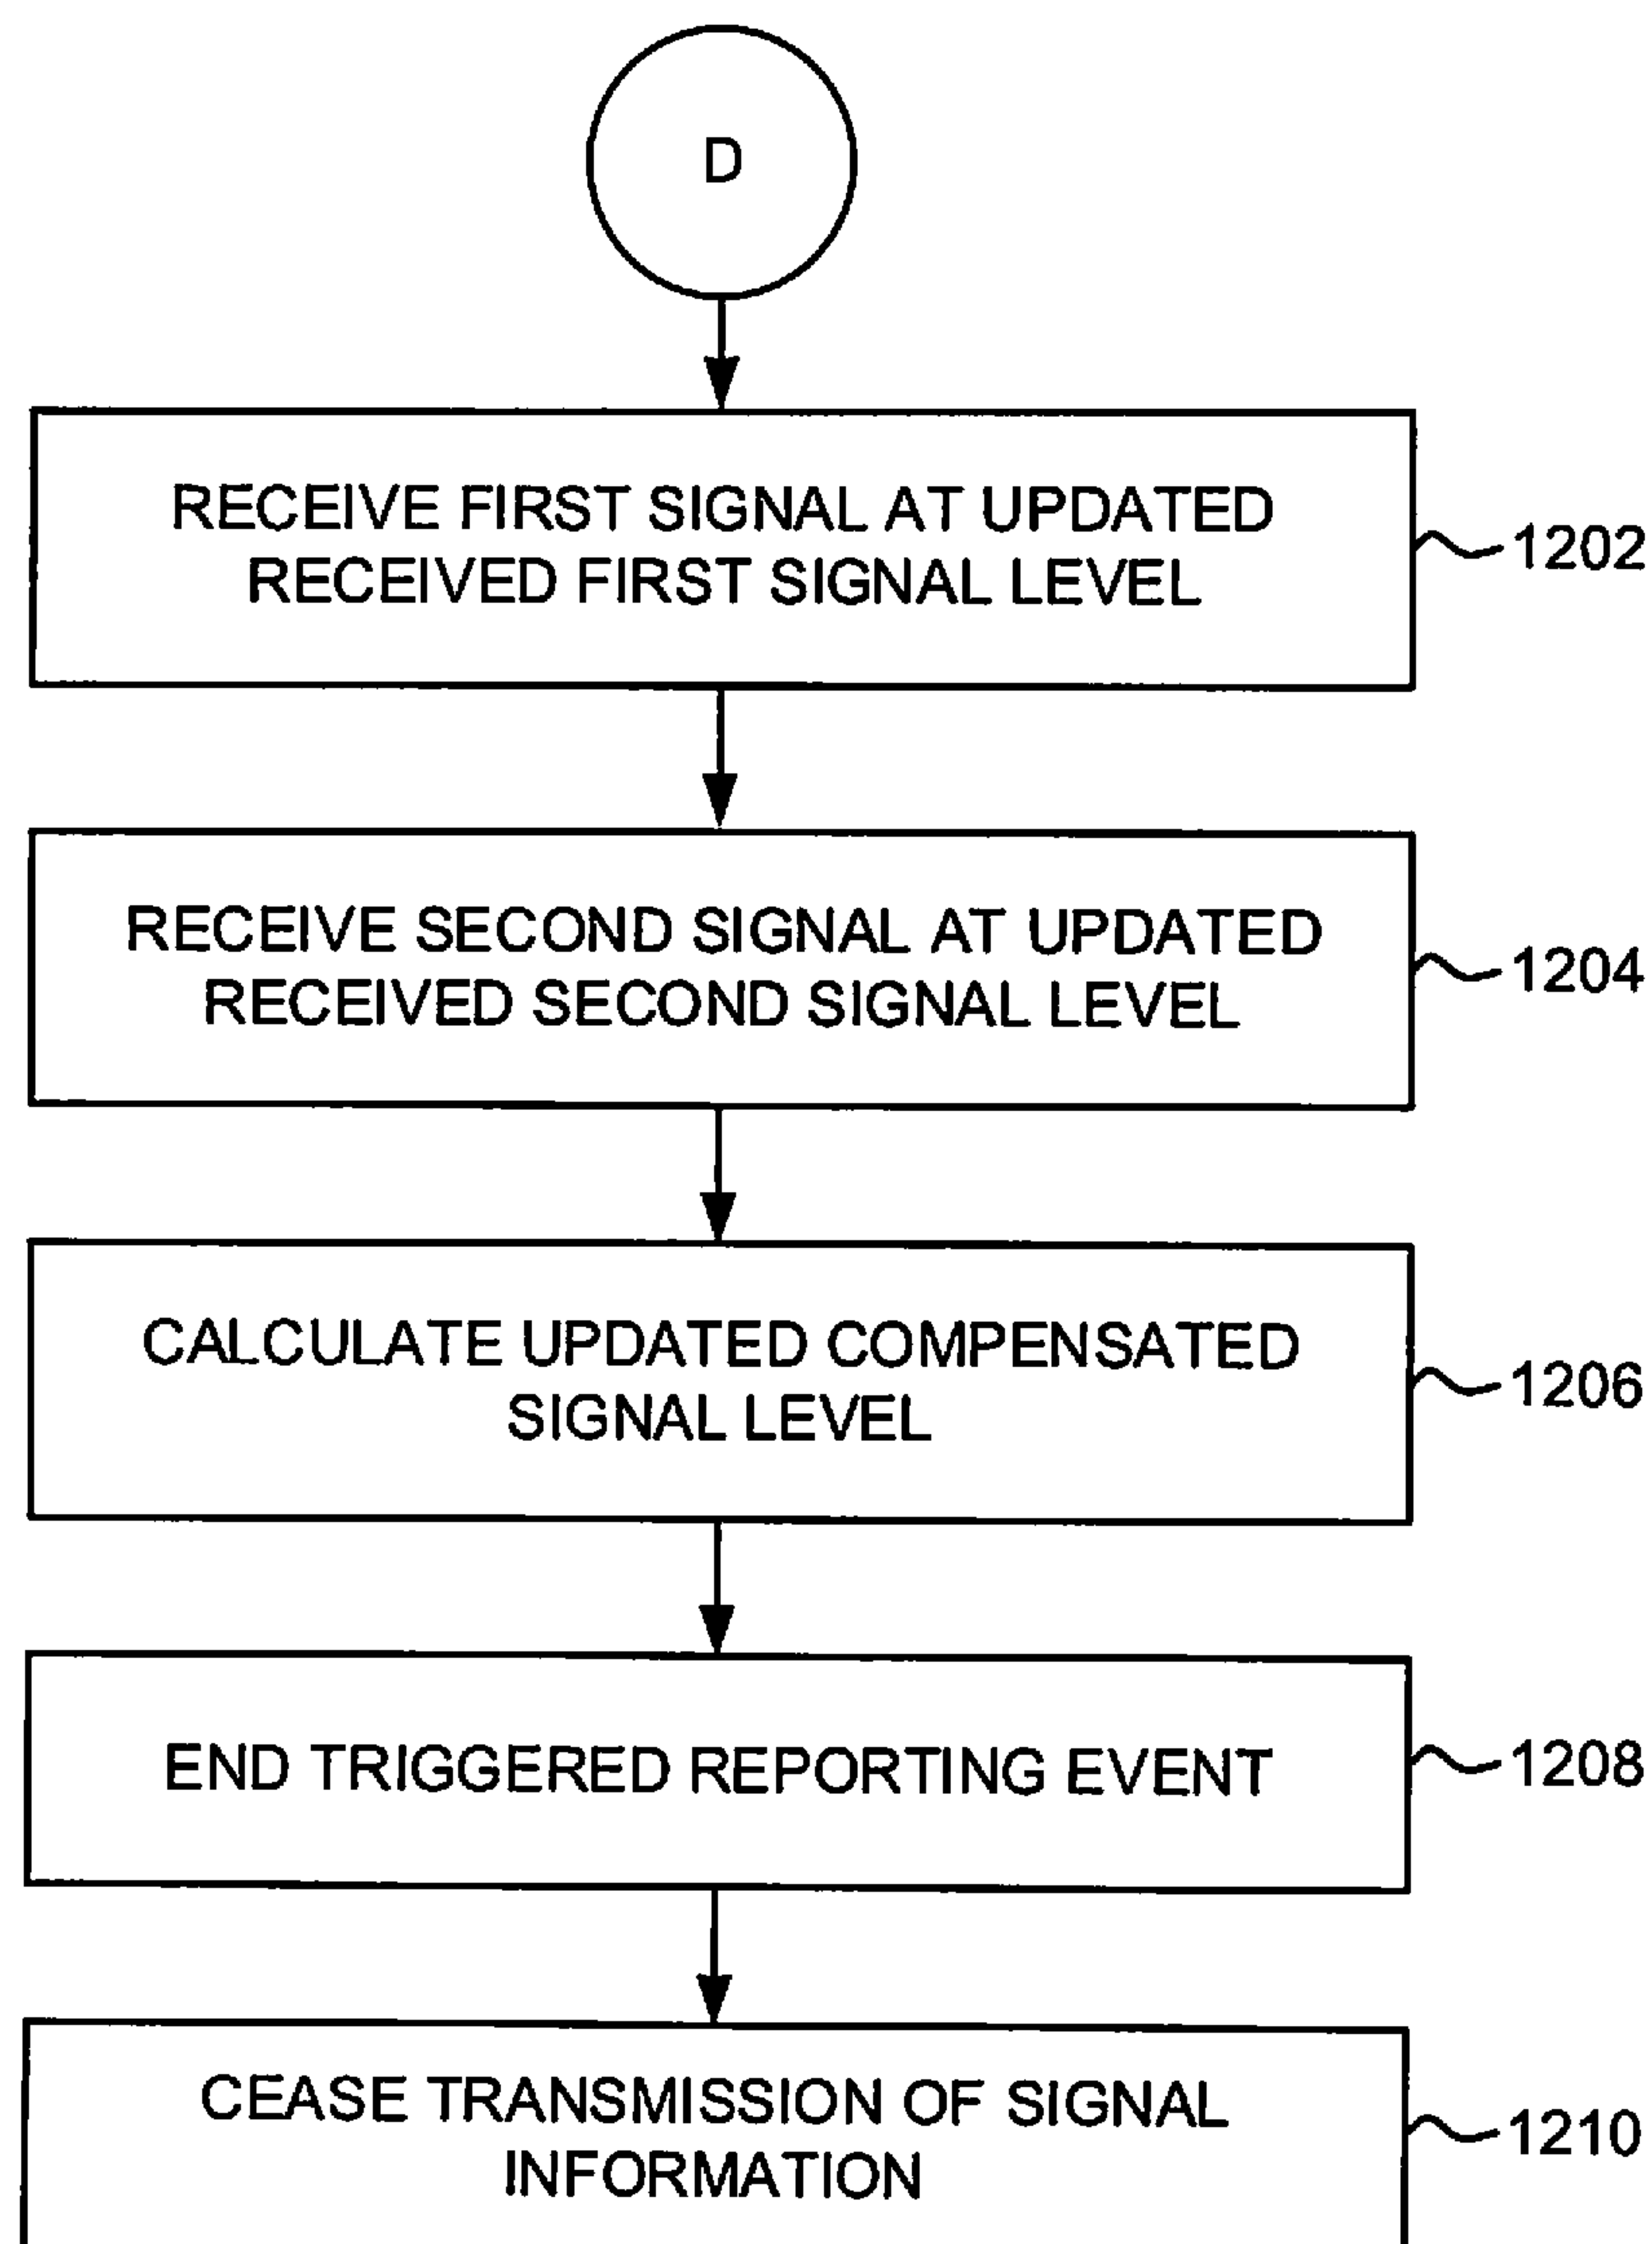 D
RECEIVE FIRST SIGNAL AT UPDATED
RECEIVED FIRST SIGNAL LEVEL
1202
RECEIVE SECOND SIGNAL AT UPDATED
RECEIVED SECOND SIGNAL LEVEL
1204
CALCULATE UPDATED COMPENSATED
SIGNAL LEVEL
1206
END TRIGGERED REPORTING EVENT
1208
CEASE TRANSMISSION OF SIGNAL
INFORMATION
1210